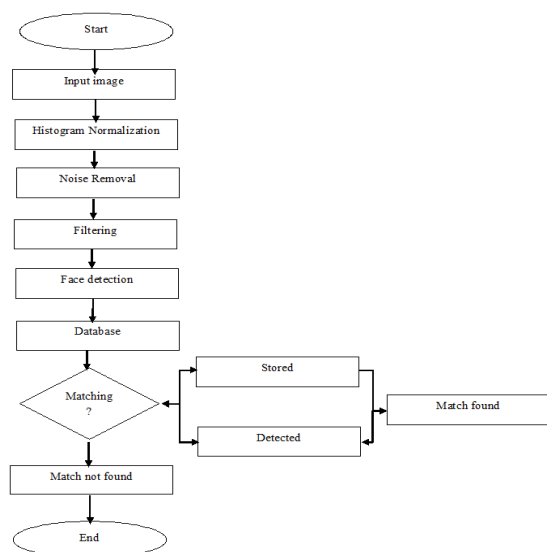 Start
Input image
Histogram Normalization
Noise Removal
Filtering
Face detection
Database
Matching
?
Stored
Detected
Match found
Match not found
End